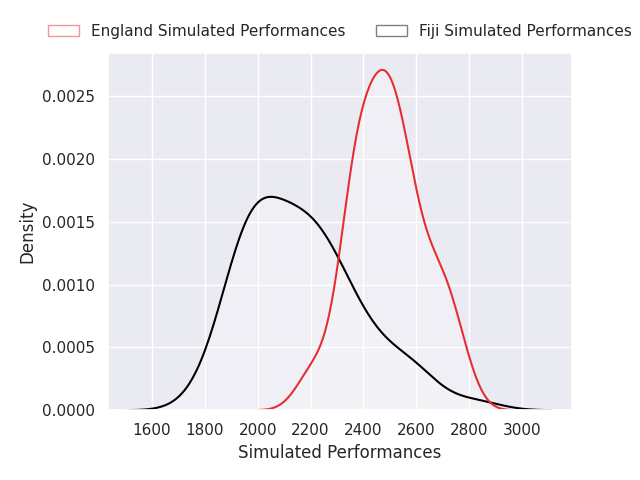 England Simulated Performances Fiji Simulated Performances
0.0025
0.0020
0.0015
0.0010
0.0005
0.0000
Density
1600 1800 2000 2200 2400 2600 2800 3000
Simulated Performances